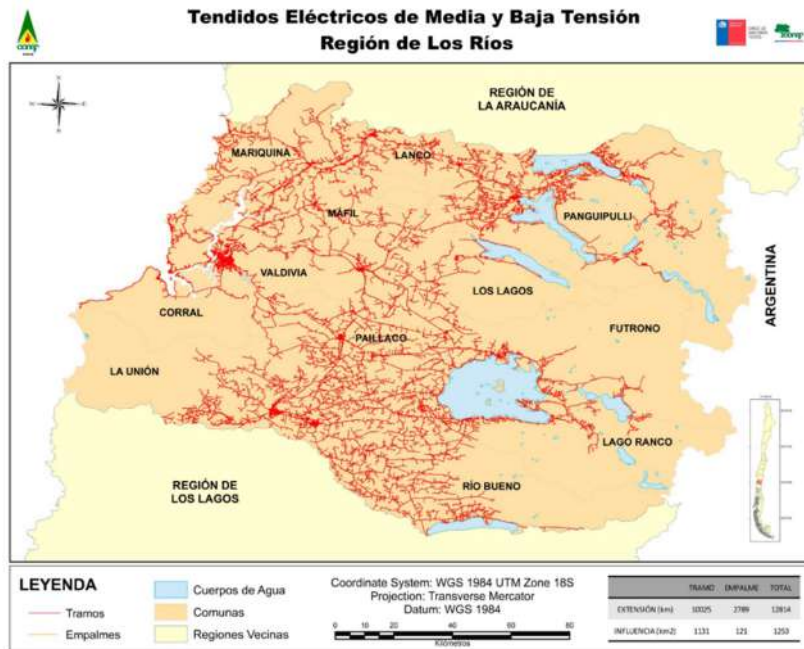 Tendidos Eléctricos de Media y Baja Tensión
Región de Los Ríos
conaf
REGIÓN DE
LA ARAUCANÍA
MARIQUINA
LANCO
MÁFIL
PANGUIPULLI
VALDIVIA
LOS LAGOS
ARGENTINA
CORRAL
FUTRONO
PAILLACO
LA UNIÓN
LAGO RANCO
REGIÓN DE
LOS LAGOS
RÍO BUENO
LEYENDA
Tramos
Empalmes
Cuerpos de Agua
Comunas
Regiones Vecinas
Coordinate System: WGS 1984 UTM Zone 18S
Projection: Transverse Mercator
Datum: WGS 1984
0 10 20 40 60 80
Kilómetros
TRAMO EMPALME TOTAL
EXTENSIÓN (km) 10025 2789 12814
INFLUENCIA (km2) 1131 121 1253